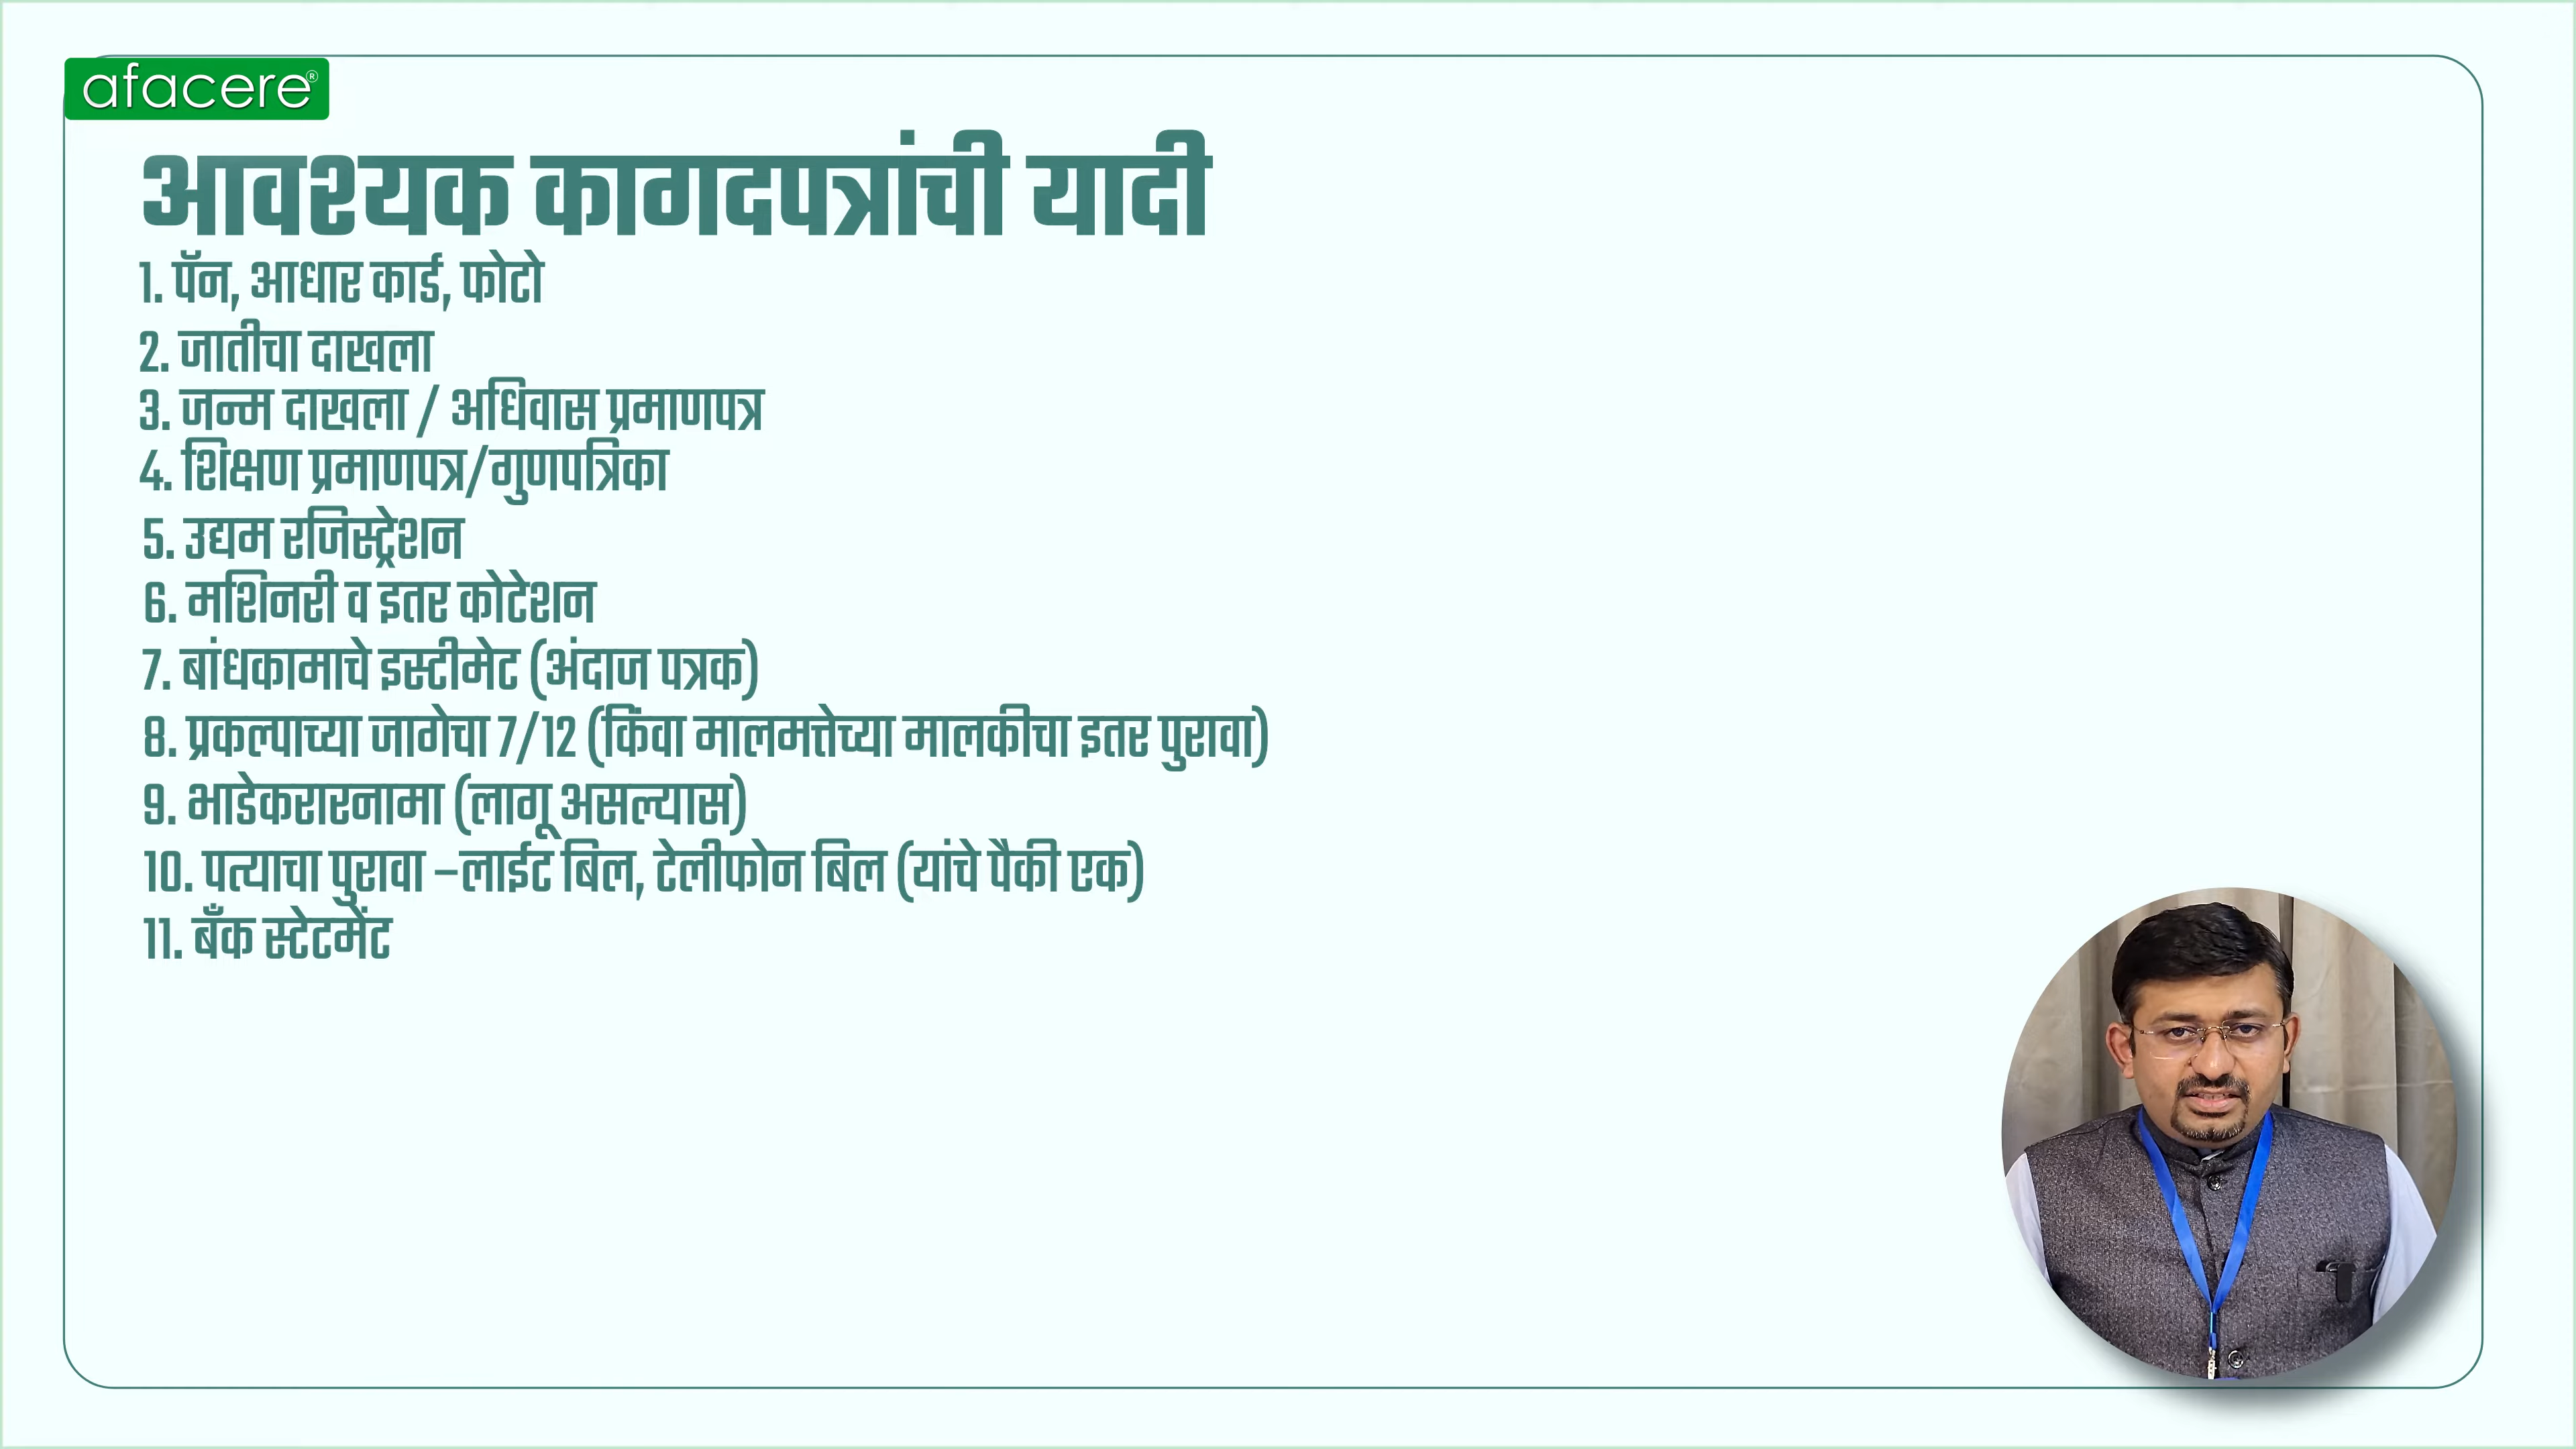 afacere®
आवश्यक कागदपत्रांची यादी
1. पॅन, आधार कार्ड, फोटो
2. जातीचा दाखला
3. जन्म दाखला / अधिवास प्रमाणपत्र
4. शिक्षण प्रमाणपत्र/गुणपत्रिका
5. उद्यम रजिस्ट्रेशन
6. मशिनरी व इतर कोटेशन
7. बांधकामाचे इस्टीमेट (अंदाज पत्रक)
8. प्रकल्पाच्या जागेचा 7/12 (किंवा मालमत्तेच्या मालकीचा इतर पुरावा)
9. भाडेकरारनामा (लागू असल्यास)
10. पत्याचा पुरावा –लाईट बिल, टेलीफोन बिल (यांचे पैकी एक)
11. बँक स्टेटमेंट